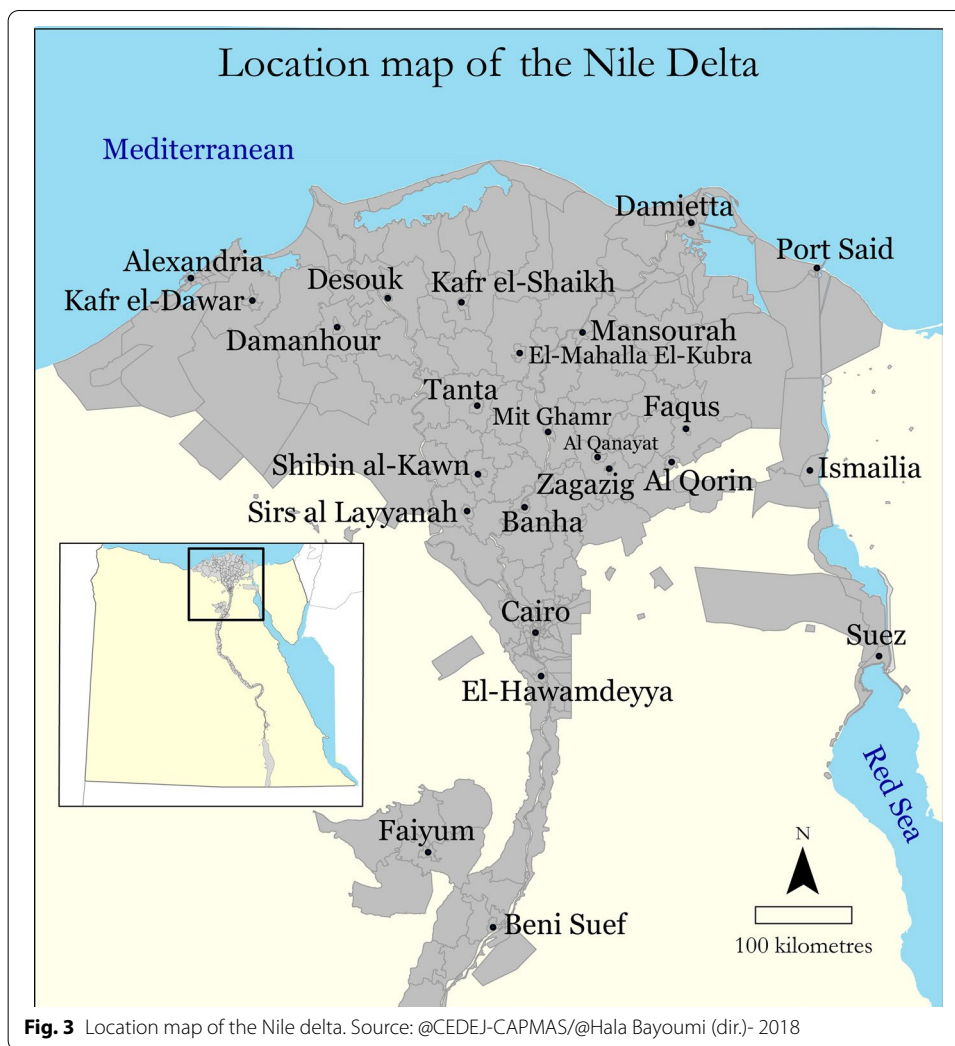 Location map of the Nile Delta
Mediterranean
Damietta
Port Said
Alexandria
Desouk
Kafr el-Shaikh
Kafr el-Dawar
Damanhour
Mansourah
El-Mahalla El-Kubra
Tanta
Mit Ghamr
Faqus
Al Qanayat
Shibin al-Kawn
Zagazig
Al Qorin
Ismailia
Sirs al Layyanah
Banha
Cairo
Suez
El-Hawamdeyya
Red Sea
Faiyum
N
Beni Suef
100 kilometres
Fig. 3 Location map of the Nile delta. Source: @CEDEJ-CAPMAS/@Hala Bayoumi (dir.)- 2018